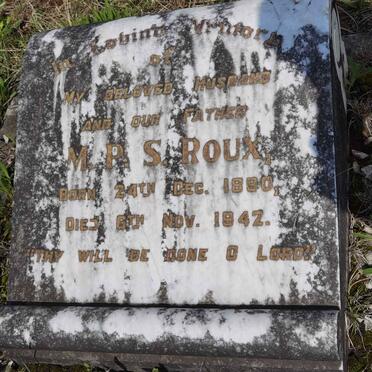 In Loving Memory
of
My beloved Husband
and our Father
M. P. S. Roux,
Born 24th Dec. 1890,
Died 6th Nov. 1942.
"Thy will be done O Lord"